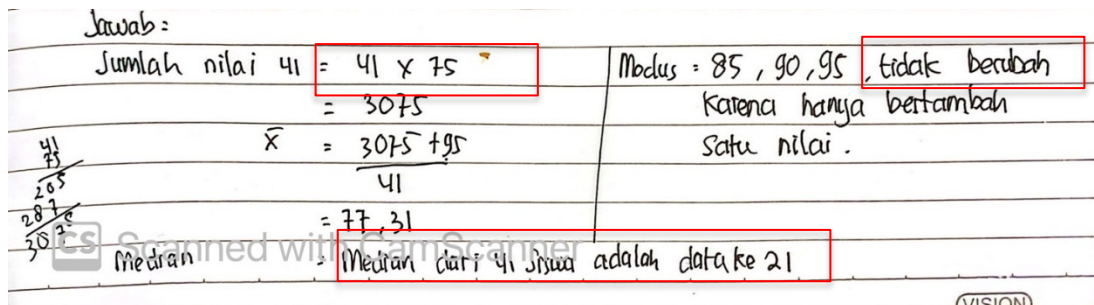 Jawab :
Jumlah nilai 41 = 41 x 75
= 3075
x̄ = 3075 + 95
41
= 77,31
Median = Median dari 41 siswa adalah data ke 21
Modus : 85, 90, 95, tidak berubah
karena hanya bertambah
satu nilai.
41
75
205
287
3075
CS Scanned with CamScanner
(VISION)